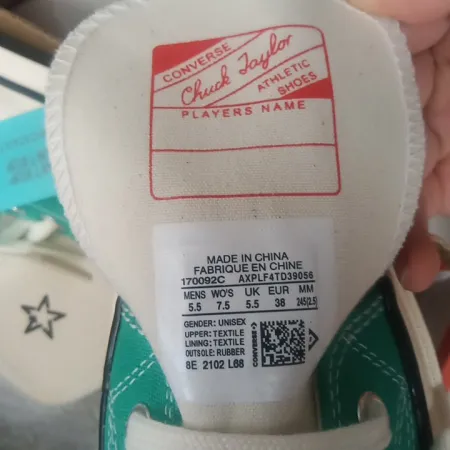 CONVERSE
Chuck Taylor
ATHLETIC
SHOES
PLAYERS NAME
MADE IN CHINA
FABRIQUE EN CHINE
170092C AXPLF4TD390S6
MENS WO'S UK EUR MM
5.5 7.5 5.5 38 245(2.5)
GENDER: UNISEX
UPPER: TEXTILE
LINING: TEXTILE
OUTSOLE: RUBBER
8E 2102 L68
CONVERSE